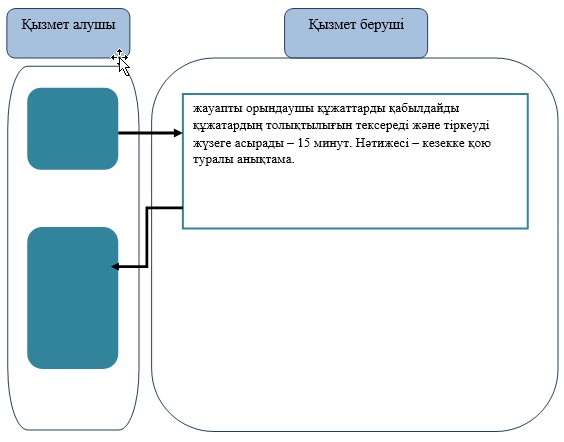 Қызмет алушы
Қызмет беруші
жауапты орындаушы құжаттарды қабылдайды
құжатардың толықтылығын тексереді және тіркеуді
жүзеге асырады – 15 минут. Нәтижесі – кезекке қою
туралы анықтама.